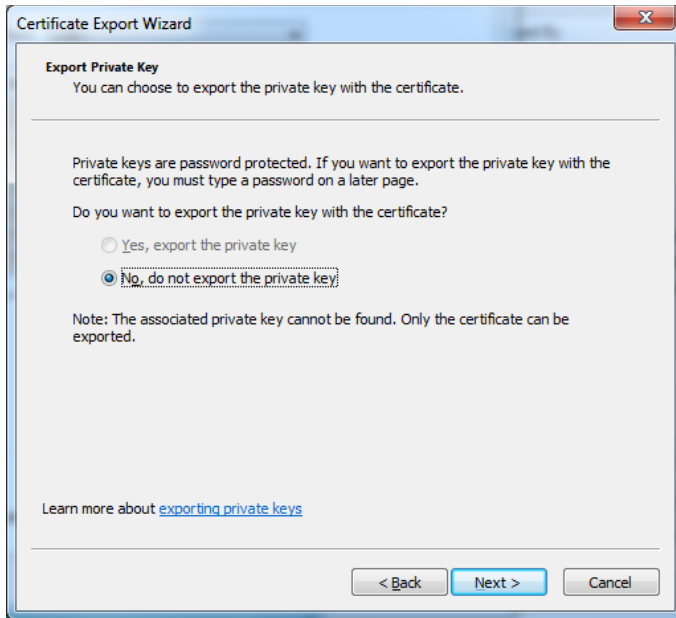 Certificate Export Wizard
Export Private Key
You can choose to export the private key with the certificate.
Private keys are password protected. If you want to export the private key with the
certificate, you must type a password on a later page.
Do you want to export the private key with the certificate?
Yes, export the private key
No, do not export the private key
Note: The associated private key cannot be found. Only the certificate can be
exported.
Learn more about exporting private keys
< Back Next > Cancel